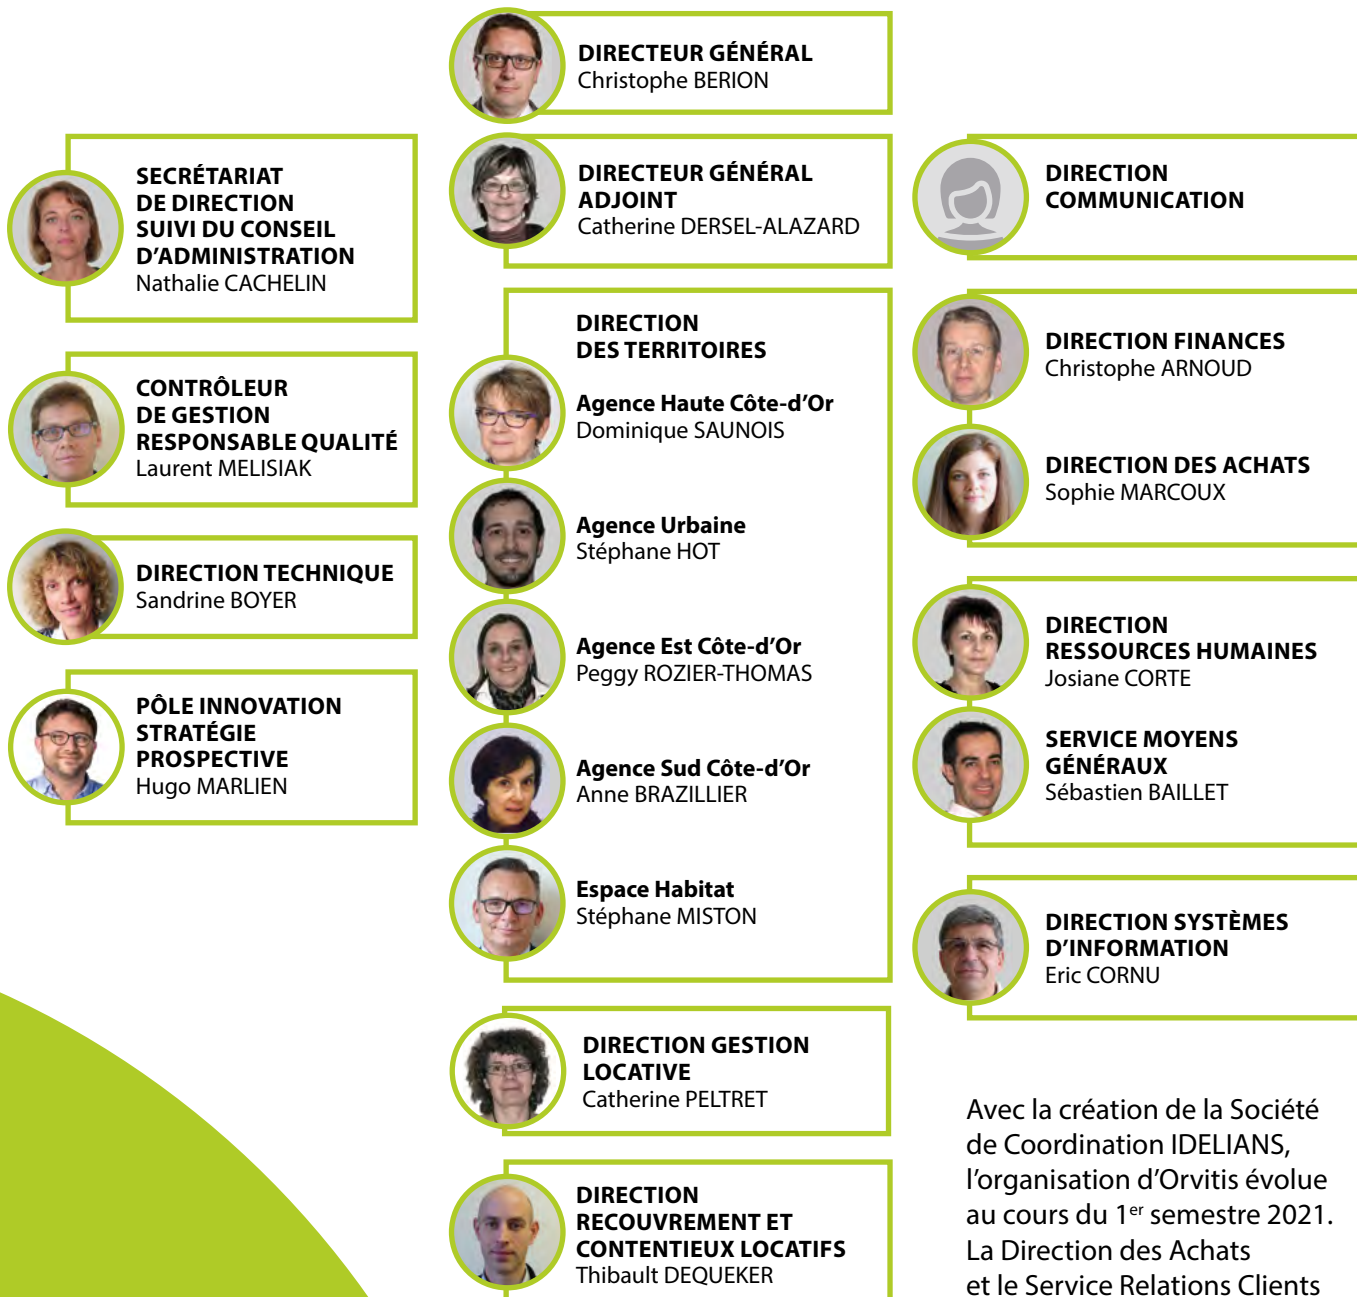 DIRECTEUR GÉNÉRAL
Christophe BERION
DIRECTEUR GÉNÉRAL
ADJOINT
Catherine DERSEL-ALAZARD
SECRÉTARIAT
DE DIRECTION
SUIVI DU CONSEIL
D’ADMINISTRATION
Nathalie CACHELIN
CONTRÔLEUR
DE GESTION
RESPONSABLE QUALITÉ
Laurent MELISIAK
DIRECTION TECHNIQUE
Sandrine BOYER
PÔLE INNOVATION
STRATÉGIE
PROSPECTIVE
Hugo MARLIEN
DIRECTION
DES TERRITOIRES
Agence Haute Côte-d’Or
Dominique SAUNOIS
Agence Urbaine
Stéphane HOT
Agence Est Côte-d’Or
Peggy ROZIER-THOMAS
Agence Sud Côte-d’Or
Anne BRAZILLIER
Espace Habitat
Stéphane MISTON
DIRECTION GESTION
LOCATIVE
Catherine PELTRET
DIRECTION
RECOUVREMENT ET
CONTENTIEUX LOCATIFS
Thibault DEQUEKER
DIRECTION
COMMUNICATION
DIRECTION FINANCES
Christophe ARNOUD
DIRECTION DES ACHATS
Sophie MARCOUX
DIRECTION
RESSOURCES HUMAINES
Josiane CORTE
SERVICE MOYENS
GÉNÉRAUX
Sébastien BAILLET
DIRECTION SYSTÈMES
D’INFORMATION
Eric CORNU
Avec la création de la Société
de Coordination IDELIANS,
l’organisation d’Orvitis évolue
au cours du 1er semestre 2021.
La Direction des Achats
et le Service Relations Clients